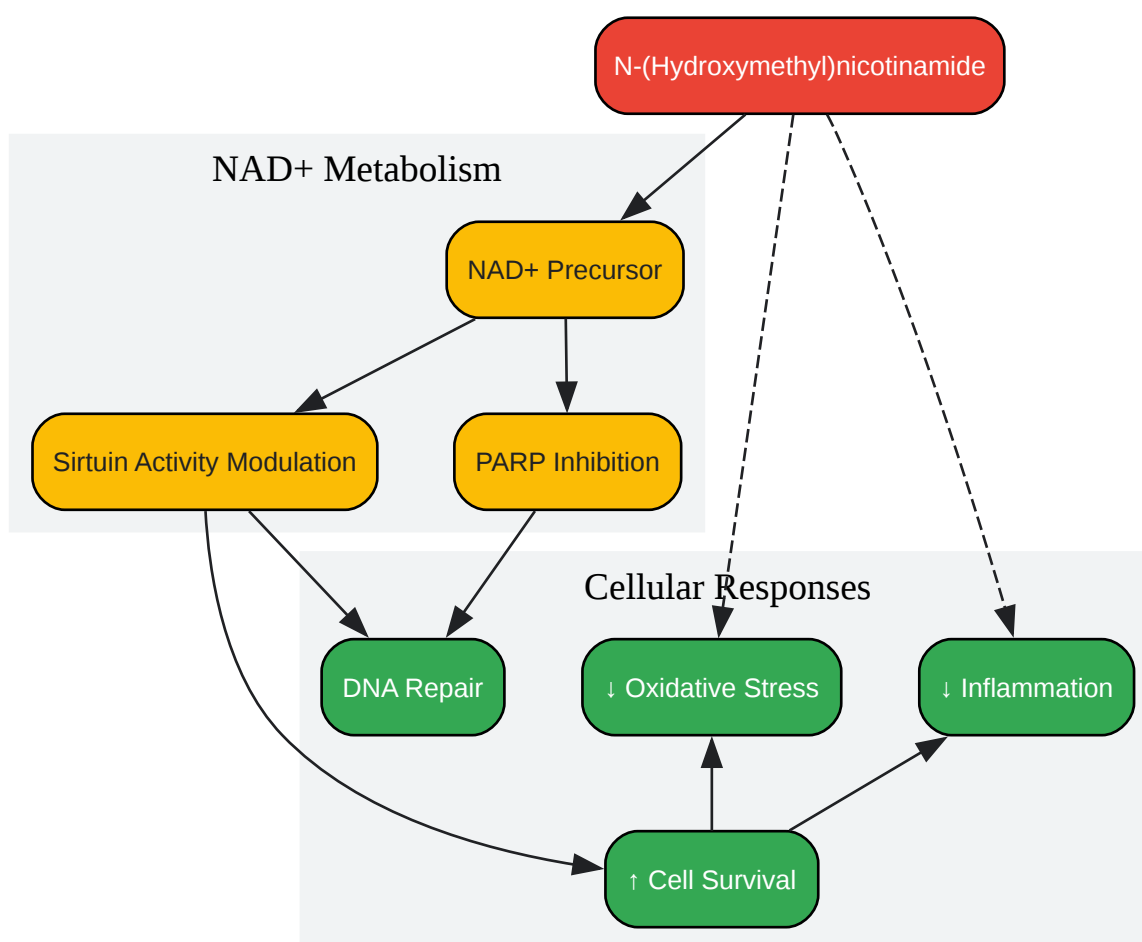 N-(Hydroxymethyl)nicotinamide
NAD+ Metabolism
NAD+ Precursor
Sirtuin Activity Modulation
PARP Inhibition
Cellular Responses
DNA Repair
↓ Oxidative Stress
↓ Inflammation
↑ Cell Survival